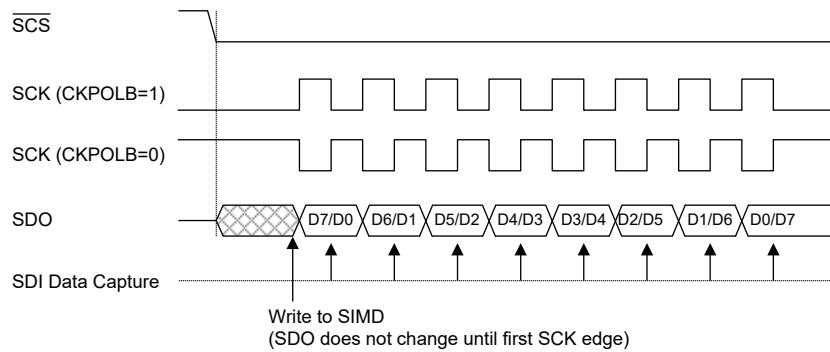 SCS
SCK (CKPOLB=1)
SCK (CKPOLB=0)
SDO D7/D0 D6/D1 D5/D2 D4/D3 D3/D4 D2/D5 D1/D6 D0/D7
SDI Data Capture
Write to SIMD
(SDO does not change until first SCK edge)